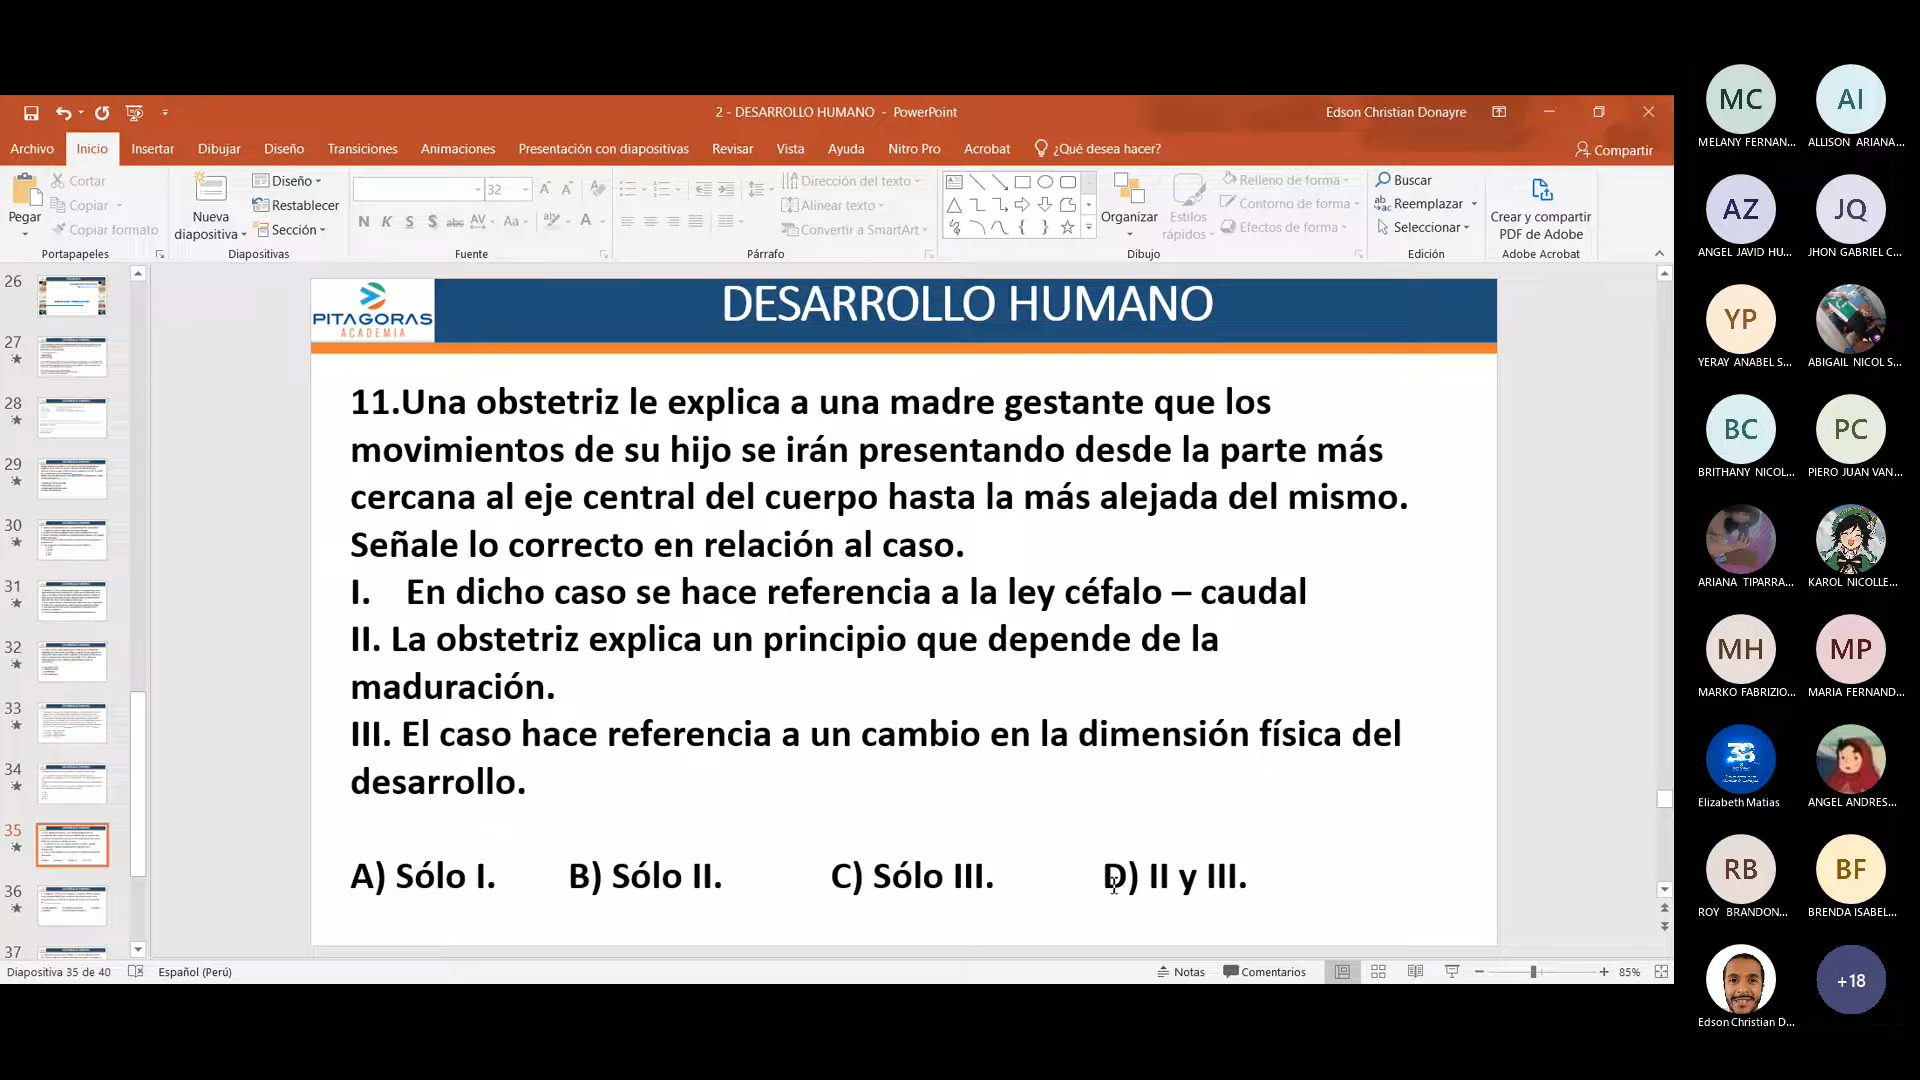 2 - DESARROLLO HUMANO - PowerPoint
Edson Christian Donayre
Archivo Inicio Insertar Dibujar Diseño Transiciones Animaciones Presentación con diapositivas Revisar Vista Ayuda Nitro Pro Acrobat ¿Qué desea hacer? Compartir
Pegar
Cortar
Copiar
Copiar formato
Portapapeles
Nueva diapositiva
Diseño
Restablecer
Sección
Diapositivas
32
N K S S abc AV Aa A
Fuente
Párrafo
Dirección del texto
Alinear texto
Convertir a SmartArt
Organizar
Estilos rápidos
Relleno de forma
Contorno de forma
Efectos de forma
Dibujo
Buscar
Reemplazar
Seleccionar
Edición
Crear y compartir PDF de Adobe
Adobe Acrobat
26
27
28
29
30
31
32
33
34
35
36
37
PITAGORAS
ACADEMIA
DESARROLLO HUMANO
11.Una obstetriz le explica a una madre gestante que los
movimientos de su hijo se irán presentando desde la parte más
cercana al eje central del cuerpo hasta la más alejada del mismo.
Señale lo correcto en relación al caso.
I. En dicho caso se hace referencia a la ley céfalo – caudal
II. La obstetriz explica un principio que depende de la
maduración.
III. El caso hace referencia a un cambio en la dimensión física del
desarrollo.
A) Sólo I. B) Sólo II. C) Sólo III. D) II y III.
Diapositiva 35 de 40 Español (Perú) Notas Comentarios 85%
MC AI
MELANY FERNAN... ALLISON ARIANA...
AZ JQ
ANGEL JAVID HU... JHON GABRIEL C...
YP
YERAY ANABEL S... ABIGAIL NICOL S...
BC PC
BRITHANY NICOL... PIERO JUAN VAN...
ARIANA TIPARRA... KAROL NICOLLE...
MH MP
MARKO FABRIZIO... MARIA FERNAND...
Elizabeth Matias ANGEL ANDRES...
RB BF
ROY BRANDON... BRENDA ISABEL...
+18
Edson Christian D...